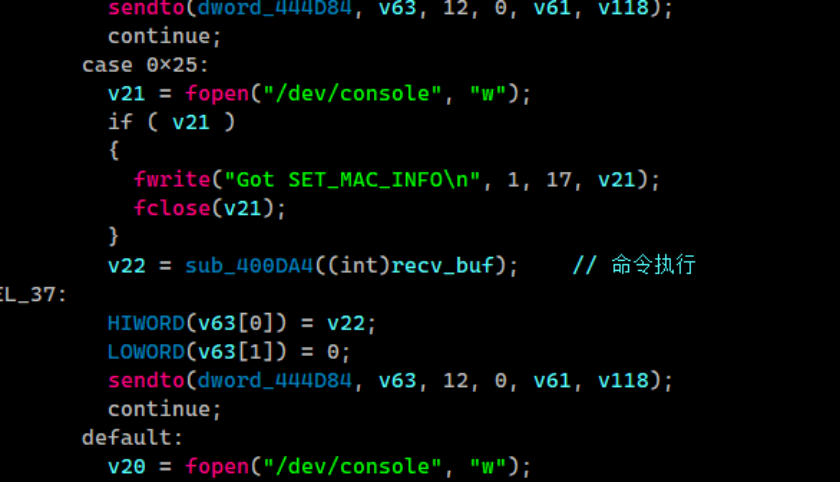 sendto(dword_444D84, v63, 12, 0, v61, v118);
continue;
case 0×25:
v21 = fopen("/dev/console", "w");
if ( v21 )
{
fwrite("Got SET_MAC_INFO\n", 1, 17, v21);
fclose(v21);
}
v22 = sub_400DA4((int)recv_buf);    // 命令执行
EL_37:
HIWORD(v63[0]) = v22;
LOWORD(v63[1]) = 0;
sendto(dword_444D84, v63, 12, 0, v61, v118);
continue;
default:
v20 = fopen("/dev/console", "w");